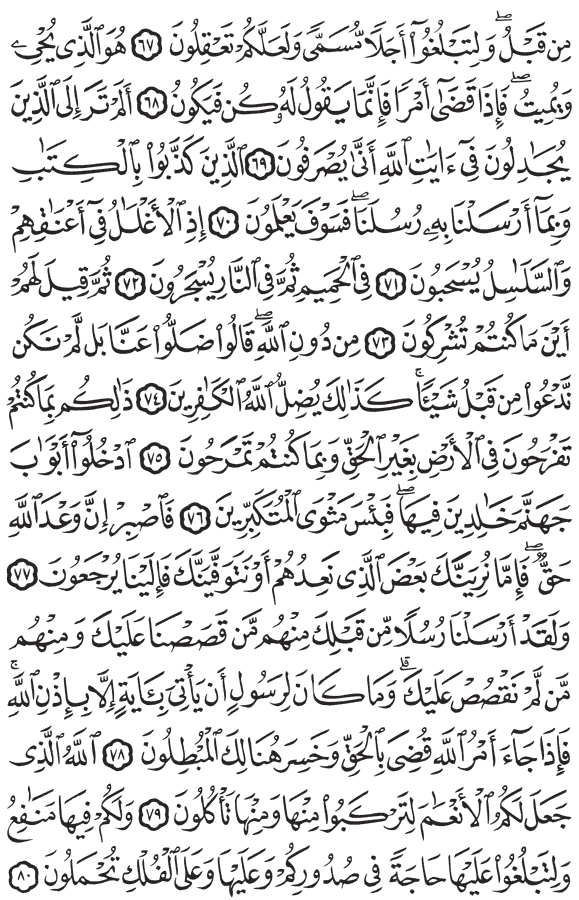 مِن قَبۡلُۖ وَلِتَبۡلُغُوٓاْ أَجَلٗا مُّسَمّٗى وَلَعَلَّكُمۡ تَعۡقِلُونَ ٦٧ هُوَ ٱلَّذِي يُحۡيِۦ
وَيُمِيتُۖ فَإِذَا قَضَىٰٓ أَمۡرٗا فَإِنَّمَا يَقُولُ لَهُۥ كُن فَيَكُونُ ٦٨ أَلَمۡ تَرَ إِلَى ٱلَّذِينَ
يُجَٰدِلُونَ فِيٓ ءَايَٰتِ ٱللَّهِ أَنَّىٰ يُصۡرَفُونَ ٦٩ ٱلَّذِينَ كَذَّبُواْ بِٱلۡكِتَٰبِ
وَبِمَآ أَرۡسَلۡنَا بِهِۦ رُسُلَنَاۖ فَسَوۡفَ يَعۡلَمُونَ ٧٠ إِذِ ٱلۡأَغۡلَٰلُ فِيٓ أَعۡنَٰقِهِمۡ
وَٱلسَّلَٰسِلُ يُسۡحَبُونَ ٧١ فِي ٱلۡحَمِيمِ ثُمَّ فِي ٱلنَّارِ يُسۡجَرُونَ ٧٢ ثُمَّ قِيلَ لَهُمۡ
أَيۡنَ مَا كُنتُمۡ تُشۡرِكُونَ ٧٣ مِن دُونِ ٱللَّهِۖ قَالُواْ ضَلُّواْ عَنَّا بَل لَّمۡ نَكُن
نَّدۡعُواْ مِن قَبۡلُ شَيۡـٔٗاۚ كَذَٰلِكَ يُضِلُّ ٱللَّهُ ٱلۡكَٰفِرِينَ ٧٤ ذَٰلِكُم بِمَا كُنتُمۡ
تَفۡرَحُونَ فِي ٱلۡأَرۡضِ بِغَيۡرِ ٱلۡحَقِّ وَبِمَا كُنتُمۡ تَمۡرَحُونَ ٧٥ ٱدۡخُلُوٓاْ أَبۡوَٰبَ
جَهَنَّمَ خَٰلِدِينَ فِيهَاۖ فَبِئۡسَ مَثۡوَى ٱلۡمُتَكَبِّرِينَ ٧٦ فَٱصۡبِرۡ إِنَّ وَعۡدَ ٱللَّهِ
حَقّٞۖ فَإِمَّا نُرِيَنَّكَ بَعۡضَ ٱلَّذِي نَعِدُهُمۡ أَوۡ نَتَوَفَّيَنَّكَ فَإِلَيۡنَا يُرۡجَعُونَ ٧٧
وَلَقَدۡ أَرۡسَلۡنَا رُسُلٗا مِّن قَبۡلِكَ مِنۡهُم مَّن قَصَصۡنَا عَلَيۡكَ وَمِنۡهُم
مَّن لَّمۡ نَقۡصُصۡ عَلَيۡكَۗ وَمَا كَانَ لِرَسُولٍ أَن يَأۡتِيَ بِـَٔايَةٍ إِلَّا بِإِذۡنِ ٱللَّهِۚ
فَإِذَا جَآءَ أَمۡرُ ٱللَّهِ قُضِيَ بِٱلۡحَقِّ وَخَسِرَ هُنَالِكَ ٱلۡمُبۡطِلُونَ ٧٨ ٱللَّهُ ٱلَّذِي
جَعَلَ لَكُمُ ٱلۡأَنۡعَٰمَ لِتَرۡكَبُواْ مِنۡهَا وَمِنۡهَا تَأۡكُلُونَ ٧٩ وَلَكُمۡ فِيهَا مَنَٰفِعُ
وَلِتَبۡلُغُواْ عَلَيۡهَا حَاجَةٗ فِي صُدُورِكُمۡ وَعَلَيۡهَا وَعَلَى ٱلۡفُلۡكِ تُحۡمَلُونَ ٨٠